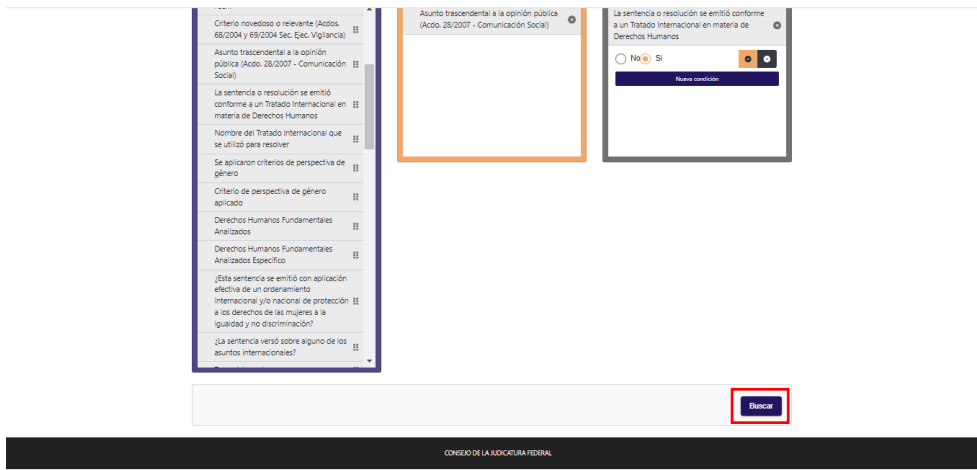 Criterio novedoso o relevante (Acdos.
68/2004 y 69/2004 Sec. Ejec. Vigilancia)
Asunto trascendental a la opinión
pública (Acdo. 28/2007 - Comunicación
Social)
La sentencia o resolución se emitió
conforme a un Tratado Internacional en
materia de Derechos Humanos
Nombre del Tratado Internacional que
se utilizó para resolver
Se aplicaron criterios de perspectiva de
género
Criterio de perspectiva de género
aplicado
Derechos Humanos Fundamentales
Analizados
Derechos Humanos Fundamentales
Analizados Específico
¿Esta sentencia se emitió con aplicación
efectiva de un ordenamiento
internacional y/o nacional de protección
a los derechos de las mujeres a la
igualdad y no discriminación?
¿La sentencia versó sobre alguno de los
asuntos internacionales?
Asunto trascendental a la opinión pública
(Acdo. 28/2007 - Comunicación Social)
La sentencia o resolución se emitió conforme
a un Tratado Internacional en materia de
Derechos Humanos
No Si
Nueva condición
Buscar
CONSEJO DE LA JUDICATURA FEDERAL